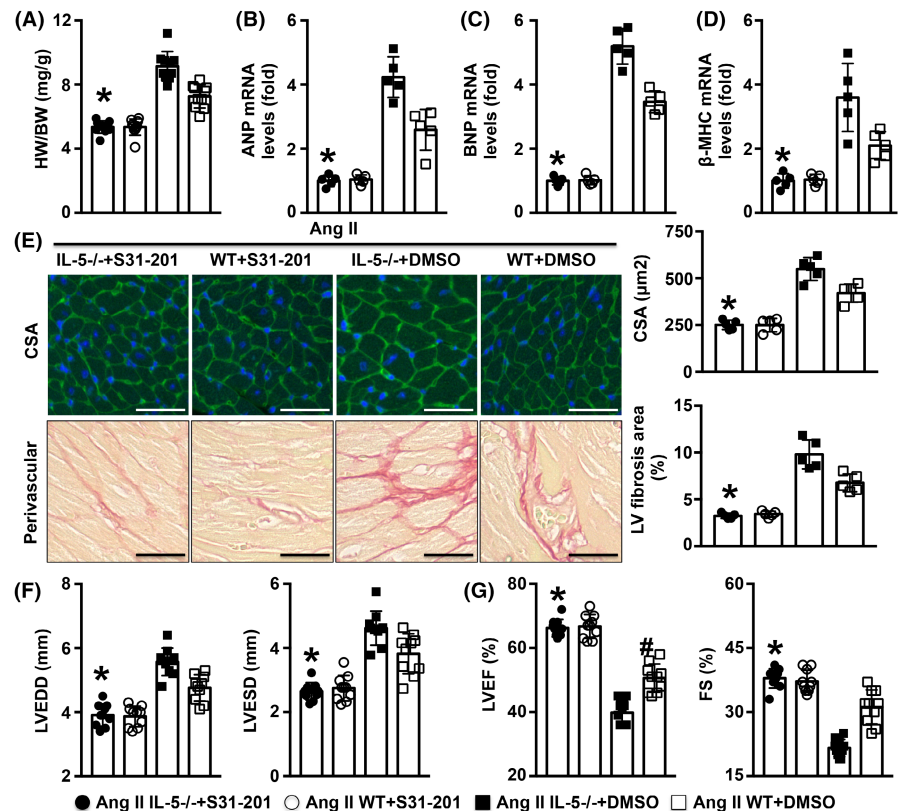 (A)
HW/BW (mg/g)
12
8
4
0
*
(B)
ANP mRNA
levels (fold)
6
4
2
0
*
(C)
BNP mRNA
levels (fold)
6
4
2
0
*
(D)
β-MHC mRNA
levels (fold)
6
4
2
0
*
(E)
Ang II
IL-5-/-+S31-201
WT+S31-201
IL-5-/-+DMSO
WT+DMSO
CSA
Perivascular
CSA (μm2)
750
500
250
0
*
LV fibrosis area
(%)
15
10
5
0
*
(F)
LVEDD (mm)
8
6
4
2
*
LVESD (mm)
6
4
2
0
*
(G)
LVEF (%)
80
60
40
20
*
#
FS (%)
60
45
30
15
*
Ang II IL-5-/-+S31-201 Ang II WT+S31-201 Ang II IL-5-/-+DMSO Ang II WT+DMSO